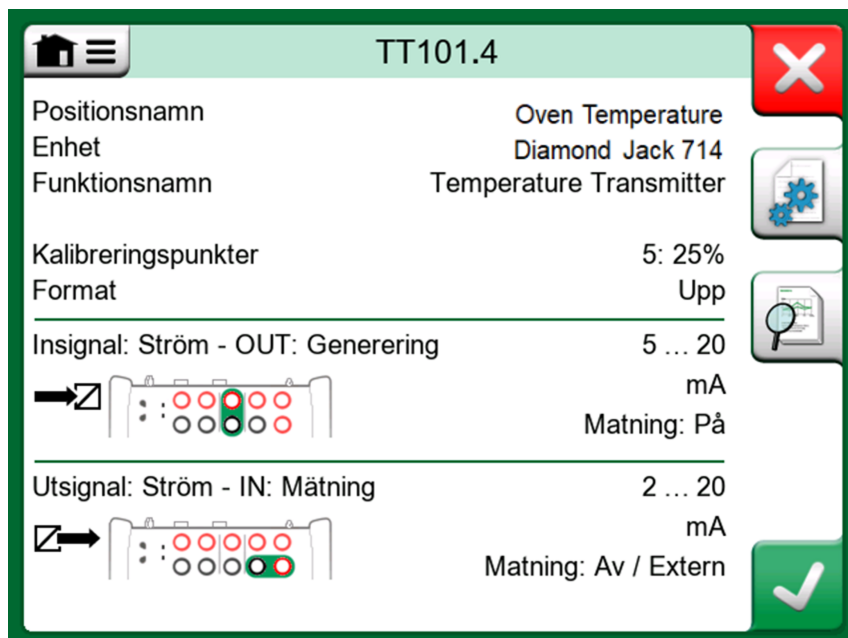 TT101.4
Positionsnamn Oven Temperature
Enhet Diamond Jack 714
Funktionsnamn Temperature Transmitter
Kalibreringspunkter 5: 25%
Format Upp
Insignal: Ström - OUT: Generering 5 ... 20
mA
Matning: På
Utsignal: Ström - IN: Mätning 2 ... 20
mA
Matning: Av / Extern